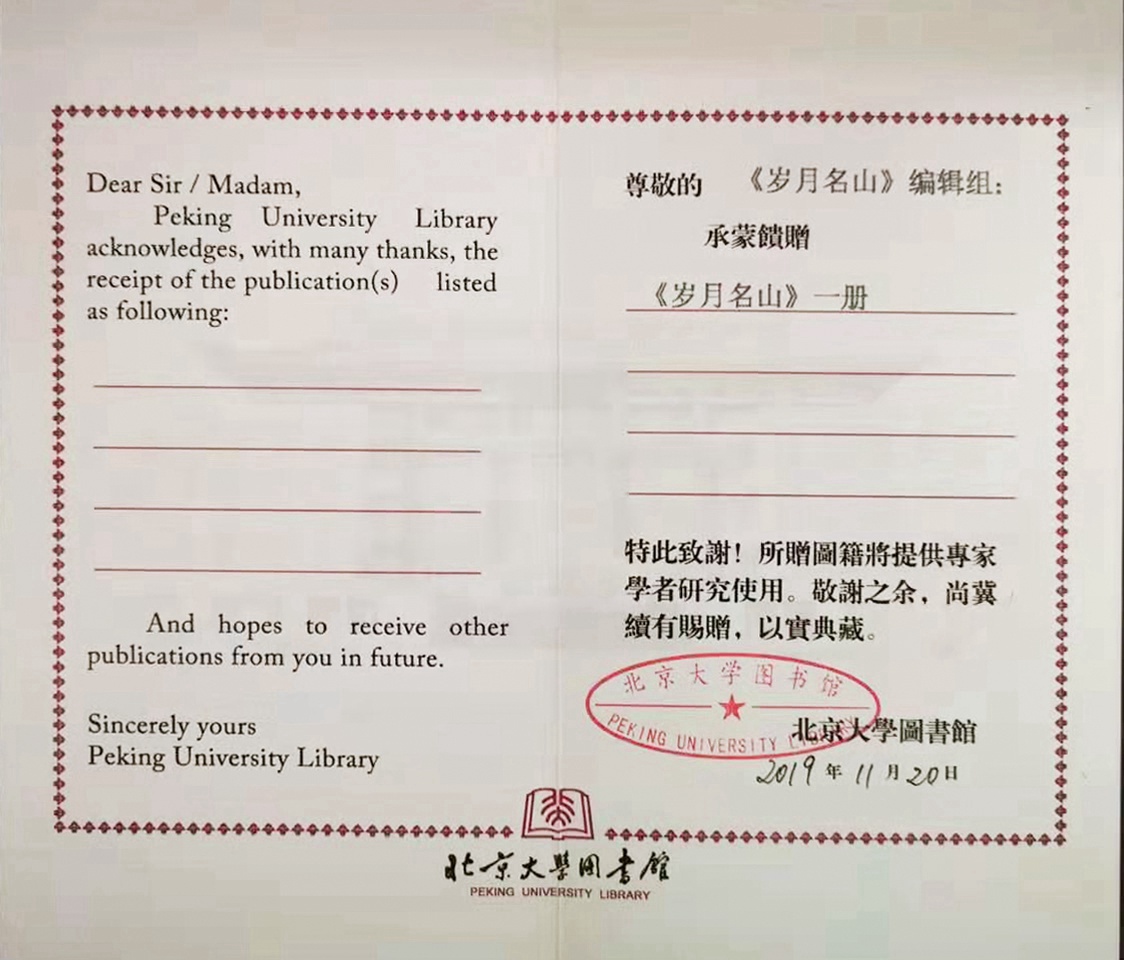 Dear Sir / Madam,
Peking University Library
acknowledges, with many thanks, the
receipt of the publication(s) listed
as following:
And hopes to receive other
publications from you in future.
Sincerely yours
Peking University Library
尊敬的 《岁月名山》编辑组:
承蒙饋贈
《岁月名山》一册
特此致謝！所贈圖籍將提供專家
學者研究使用。敬謝之余，尚冀
續有賜贈，以實典藏。
北京大学图书馆
PEKING UNIVERSITY LIBRARY
北京大學圖書館
2019年11月20日
北京大學图書館
PEKING UNIVERSITY LIBRARY